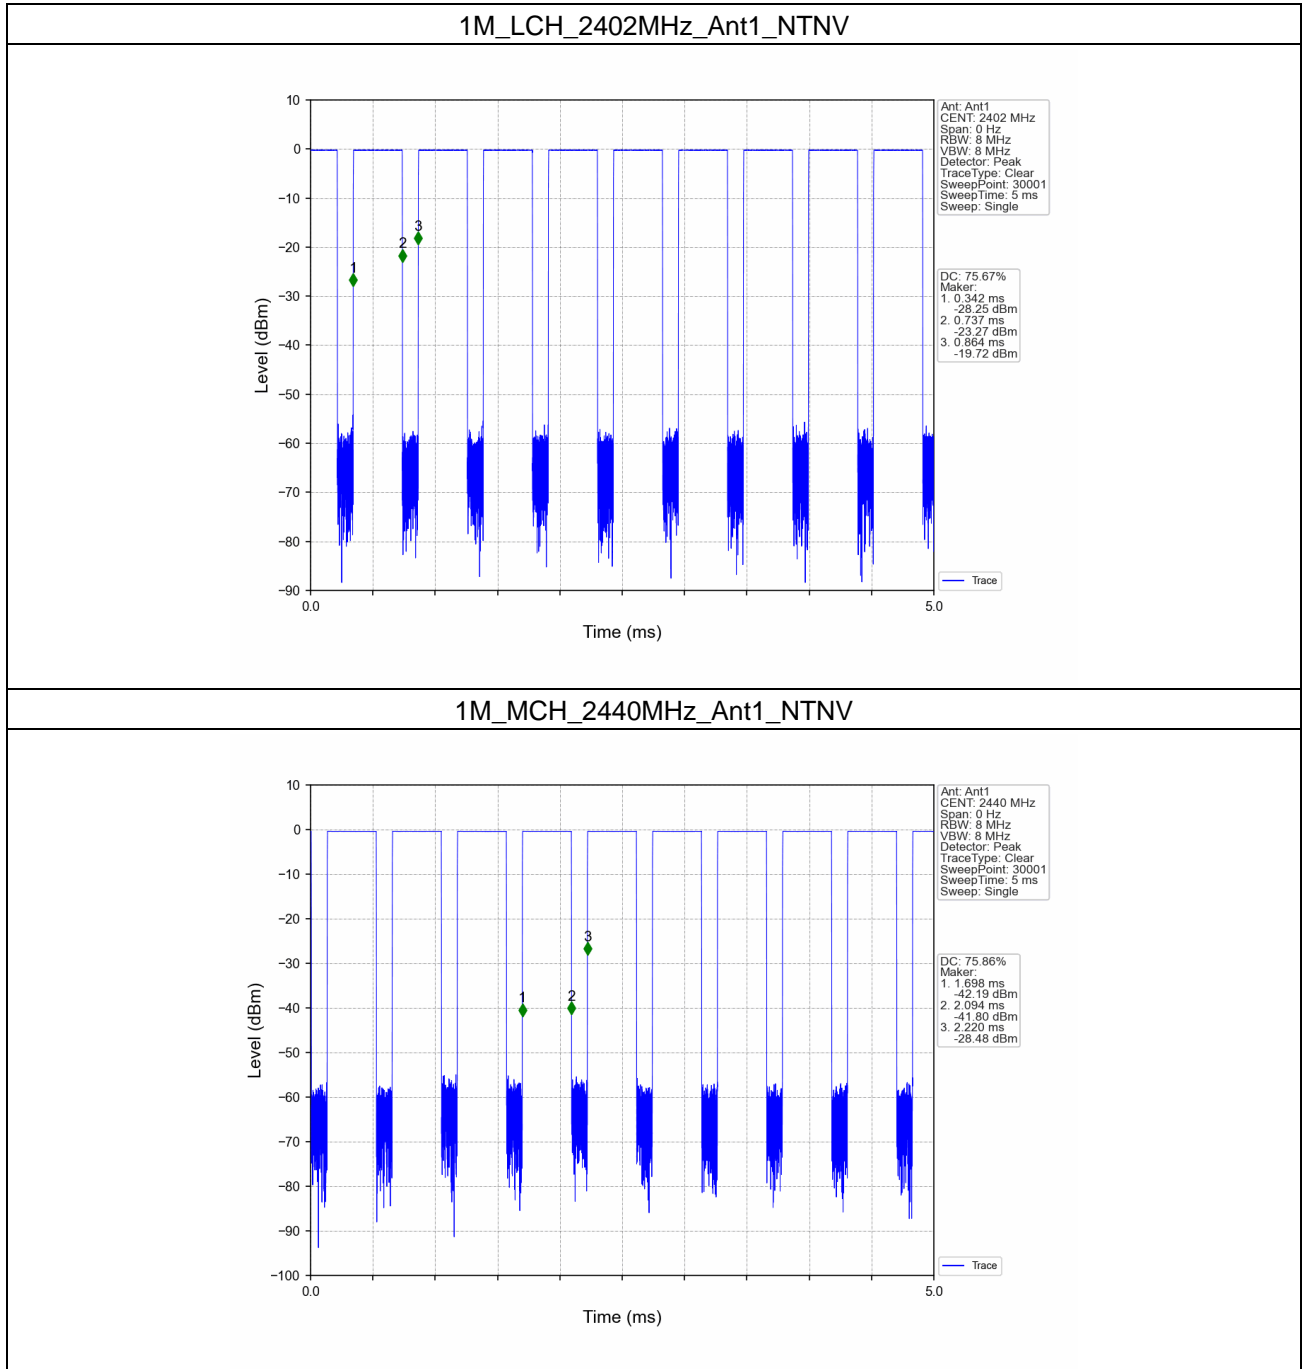 1M_LCH_2402MHz_Ant1_NTNV
10
0
−10
−20
−30
−40
−50
−60
−70
−80
−90
Level (dBm)
0.0
5.0
Time (ms)
1
2
3
Ant: Ant1
CENT: 2402 MHz
Span: 0 Hz
RBW: 8 MHz
VBW: 8 MHz
Detector: Peak
TraceType: Clear
SweepPoint: 30001
SweepTime: 5 ms
Sweep: Single
DC: 75.67%
Maker:
1. 0.342 ms
-28.25 dBm
2. 0.737 ms
-23.27 dBm
3. 0.864 ms
-19.72 dBm
Trace
1M_MCH_2440MHz_Ant1_NTNV
10
0
−10
−20
−30
−40
−50
−60
−70
−80
−90
−100
Level (dBm)
0.0
5.0
Time (ms)
1
2
3
Ant: Ant1
CENT: 2440 MHz
Span: 0 Hz
RBW: 8 MHz
VBW: 8 MHz
Detector: Peak
TraceType: Clear
SweepPoint: 30001
SweepTime: 5 ms
Sweep: Single
DC: 75.86%
Maker:
1. 1.698 ms
-42.19 dBm
2. 2.094 ms
-41.80 dBm
3. 2.220 ms
-28.48 dBm
Trace